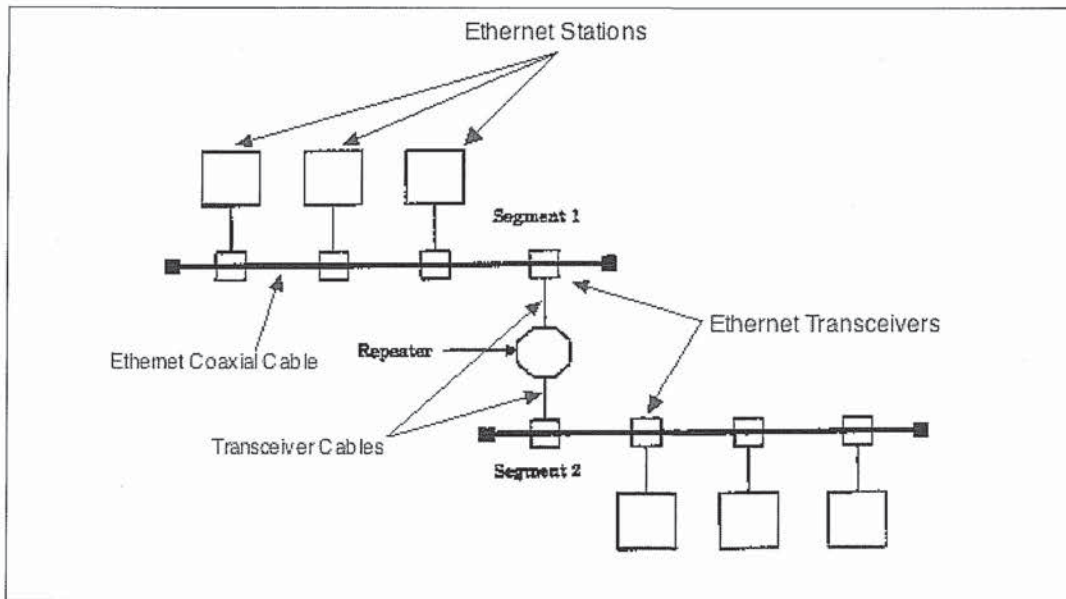 Ethernet Stations
Segment 1
Ethernet Transceivers
Repeater
Ethernet Coaxial Cable
Transceiver Cables
Segment 2